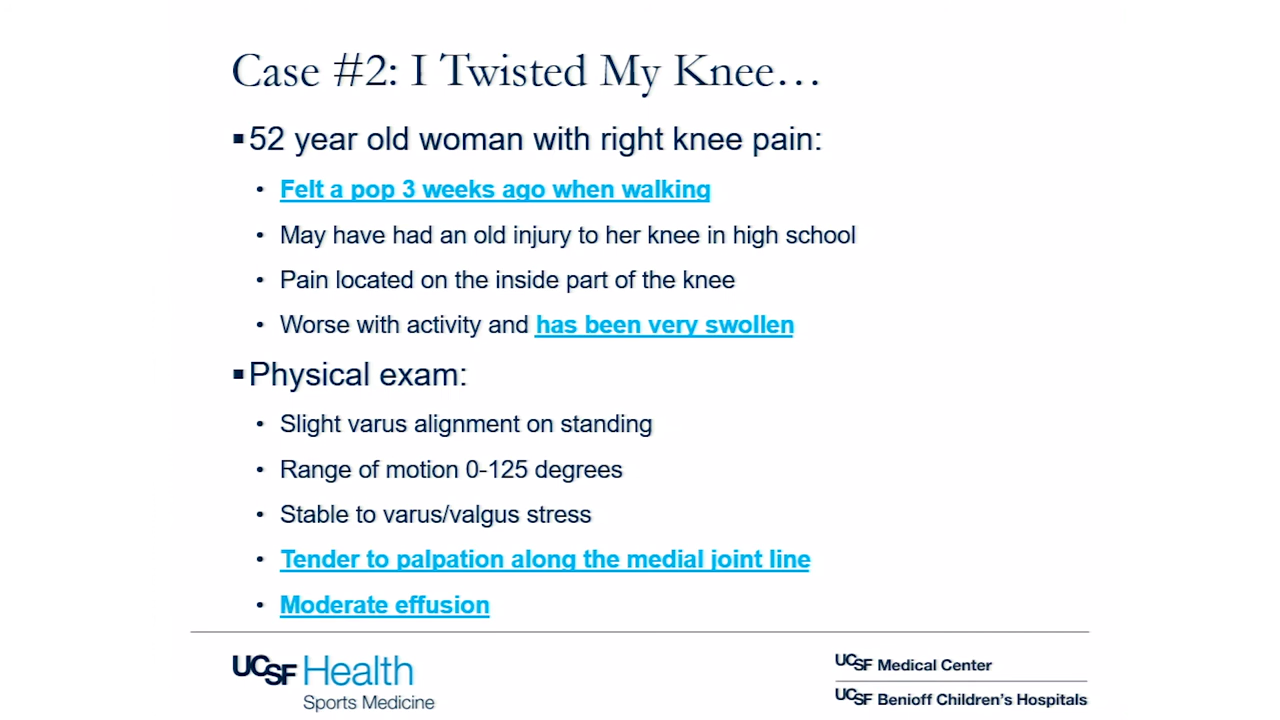 Case #2: I Twisted My Knee…
▪52 year old woman with right knee pain:
• Felt a pop 3 weeks ago when walking
• May have had an old injury to her knee in high school
• Pain located on the inside part of the knee
• Worse with activity and has been very swollen
▪Physical exam:
• Slight varus alignment on standing
• Range of motion 0-125 degrees
• Stable to varus/valgus stress
• Tender to palpation along the medial joint line
• Moderate effusion
UCSF Health
Sports Medicine
UCSF Medical Center
UCSF Benioff Children's Hospitals